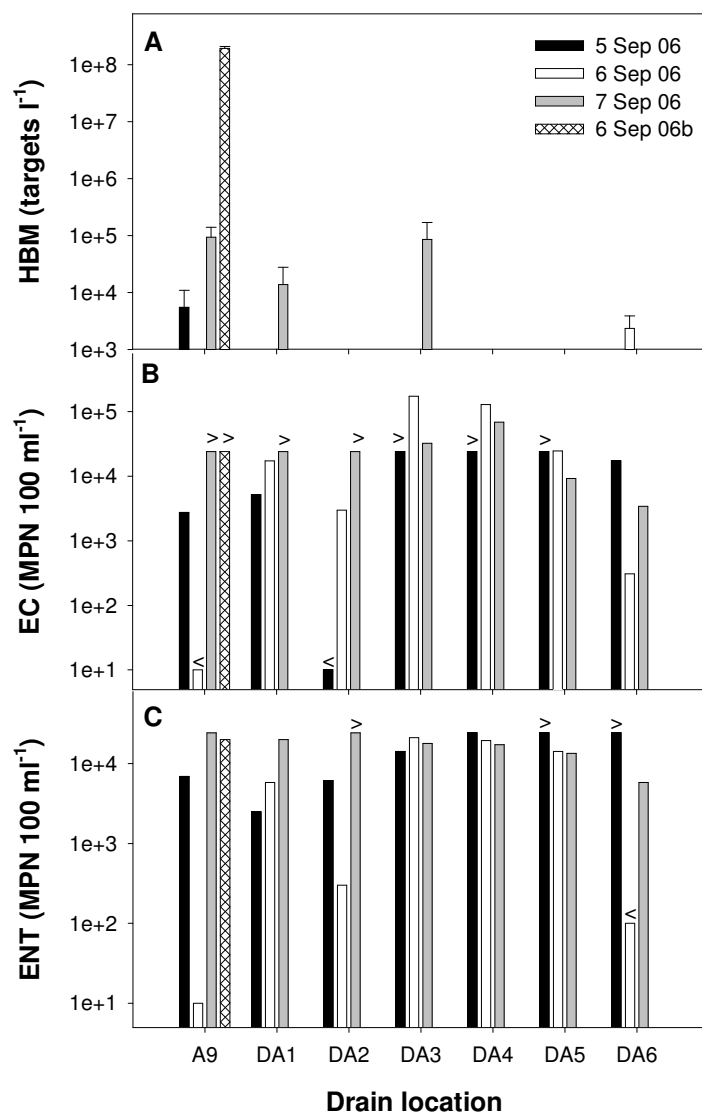 A
5 Sep 06
6 Sep 06
7 Sep 06
6 Sep 06b
HBM (targets l⁻¹)
1e+8
1e+7
1e+6
1e+5
1e+4
1e+3
B
EC (MPN 100 ml⁻¹)
1e+5
1e+4
1e+3
1e+2
1e+1
> > > > > > >
< <
C
ENT (MPN 100 ml⁻¹)
1e+4
1e+3
1e+2
1e+1
> > >
<
A9 DA1 DA2 DA3 DA4 DA5 DA6
Drain location